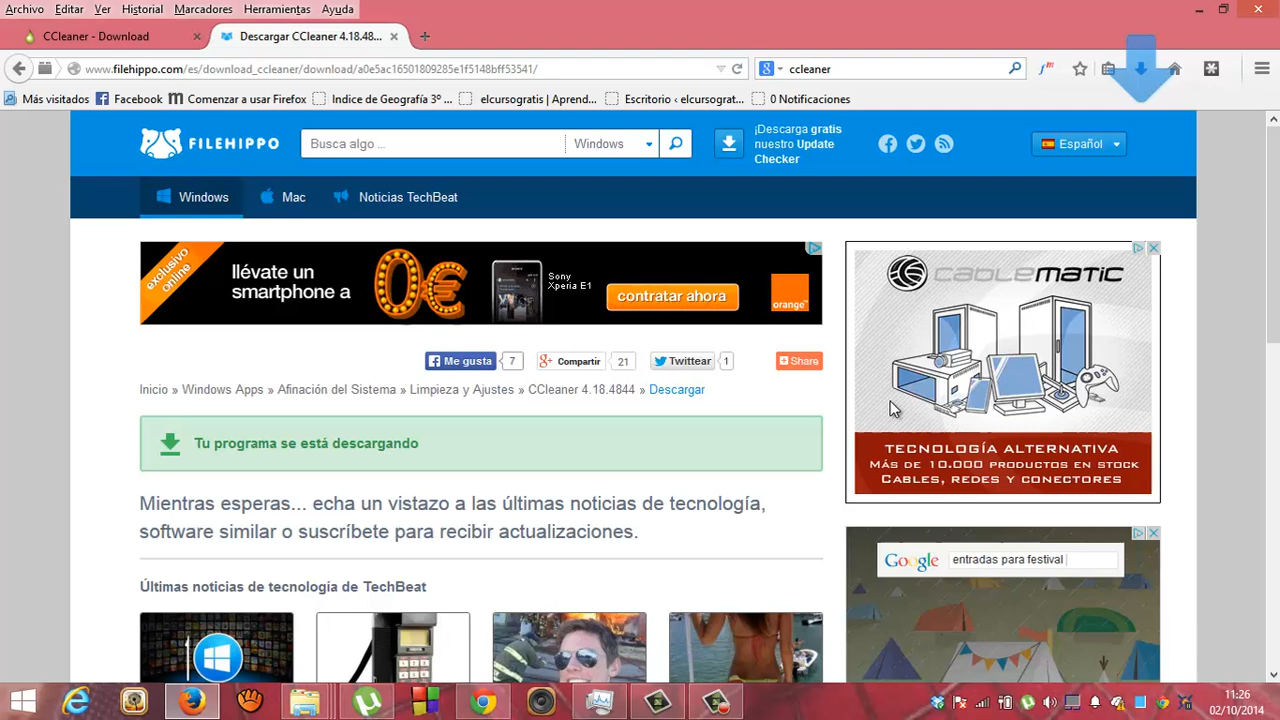 Archivo Editar Ver Historial Marcadores Herramientas Ayuda
CCleaner - Download
Descargar CCleaner 4.18.48...
www.filehippo.com/es/download_ccleaner/download/a0e5ac16501809285e1f5148bff53541/
ccleaner
Más visitados Facebook Comenzar a usar Firefox Indice de Geografía 3º ... elcursogratis | Aprend... Escritorio ‹ elcursograt... 0 Notificaciones
FILEHIPPO
Busca algo ...
Windows
¡Descarga gratis
nuestro Update
Checker
Español
Windows Mac Noticias TechBeat
exclusivo
online
llévate un
smartphone a
0€
Sony
Xperia E1
contratar ahora
orange
CABLEMATIC
TECNOLOGÍA ALTERNATIVA
MÁS DE 10.000 PRODUCTOS EN STOCK
CABLES, REDES Y CONECTORES
Me gusta 7 Compartir 21 Twittear 1 Share
Inicio » Windows Apps » Afinación del Sistema » Limpieza y Ajustes » CCleaner 4.18.4844 » Descargar
Tu programa se está descargando
Mientras esperas... echa un vistazo a las últimas noticias de tecnología,
software similar o suscríbete para recibir actualizaciones.
Google entradas para festival
Últimas noticias de tecnología de TechBeat
11:26
02/10/2014